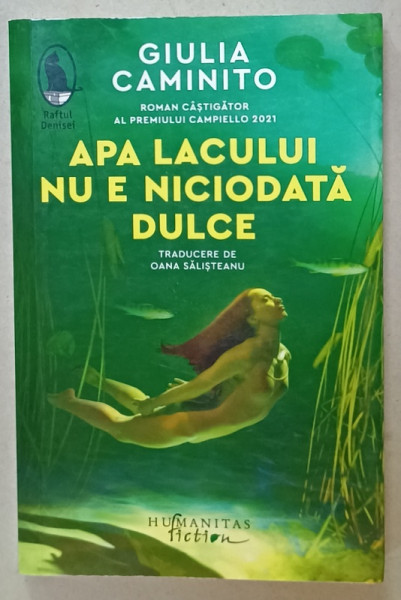 GIULIA
CAMINITO
Raftul
Denisei
ROMAN CÂȘTIGĂTOR
AL PREMIULUI CAMPIELLO 2021
APA LACULUI
NU E NICIODATĂ
DULCE
TRADUCERE DE
OANA SĂLIȘTEANU
HUMANITAS
fiction